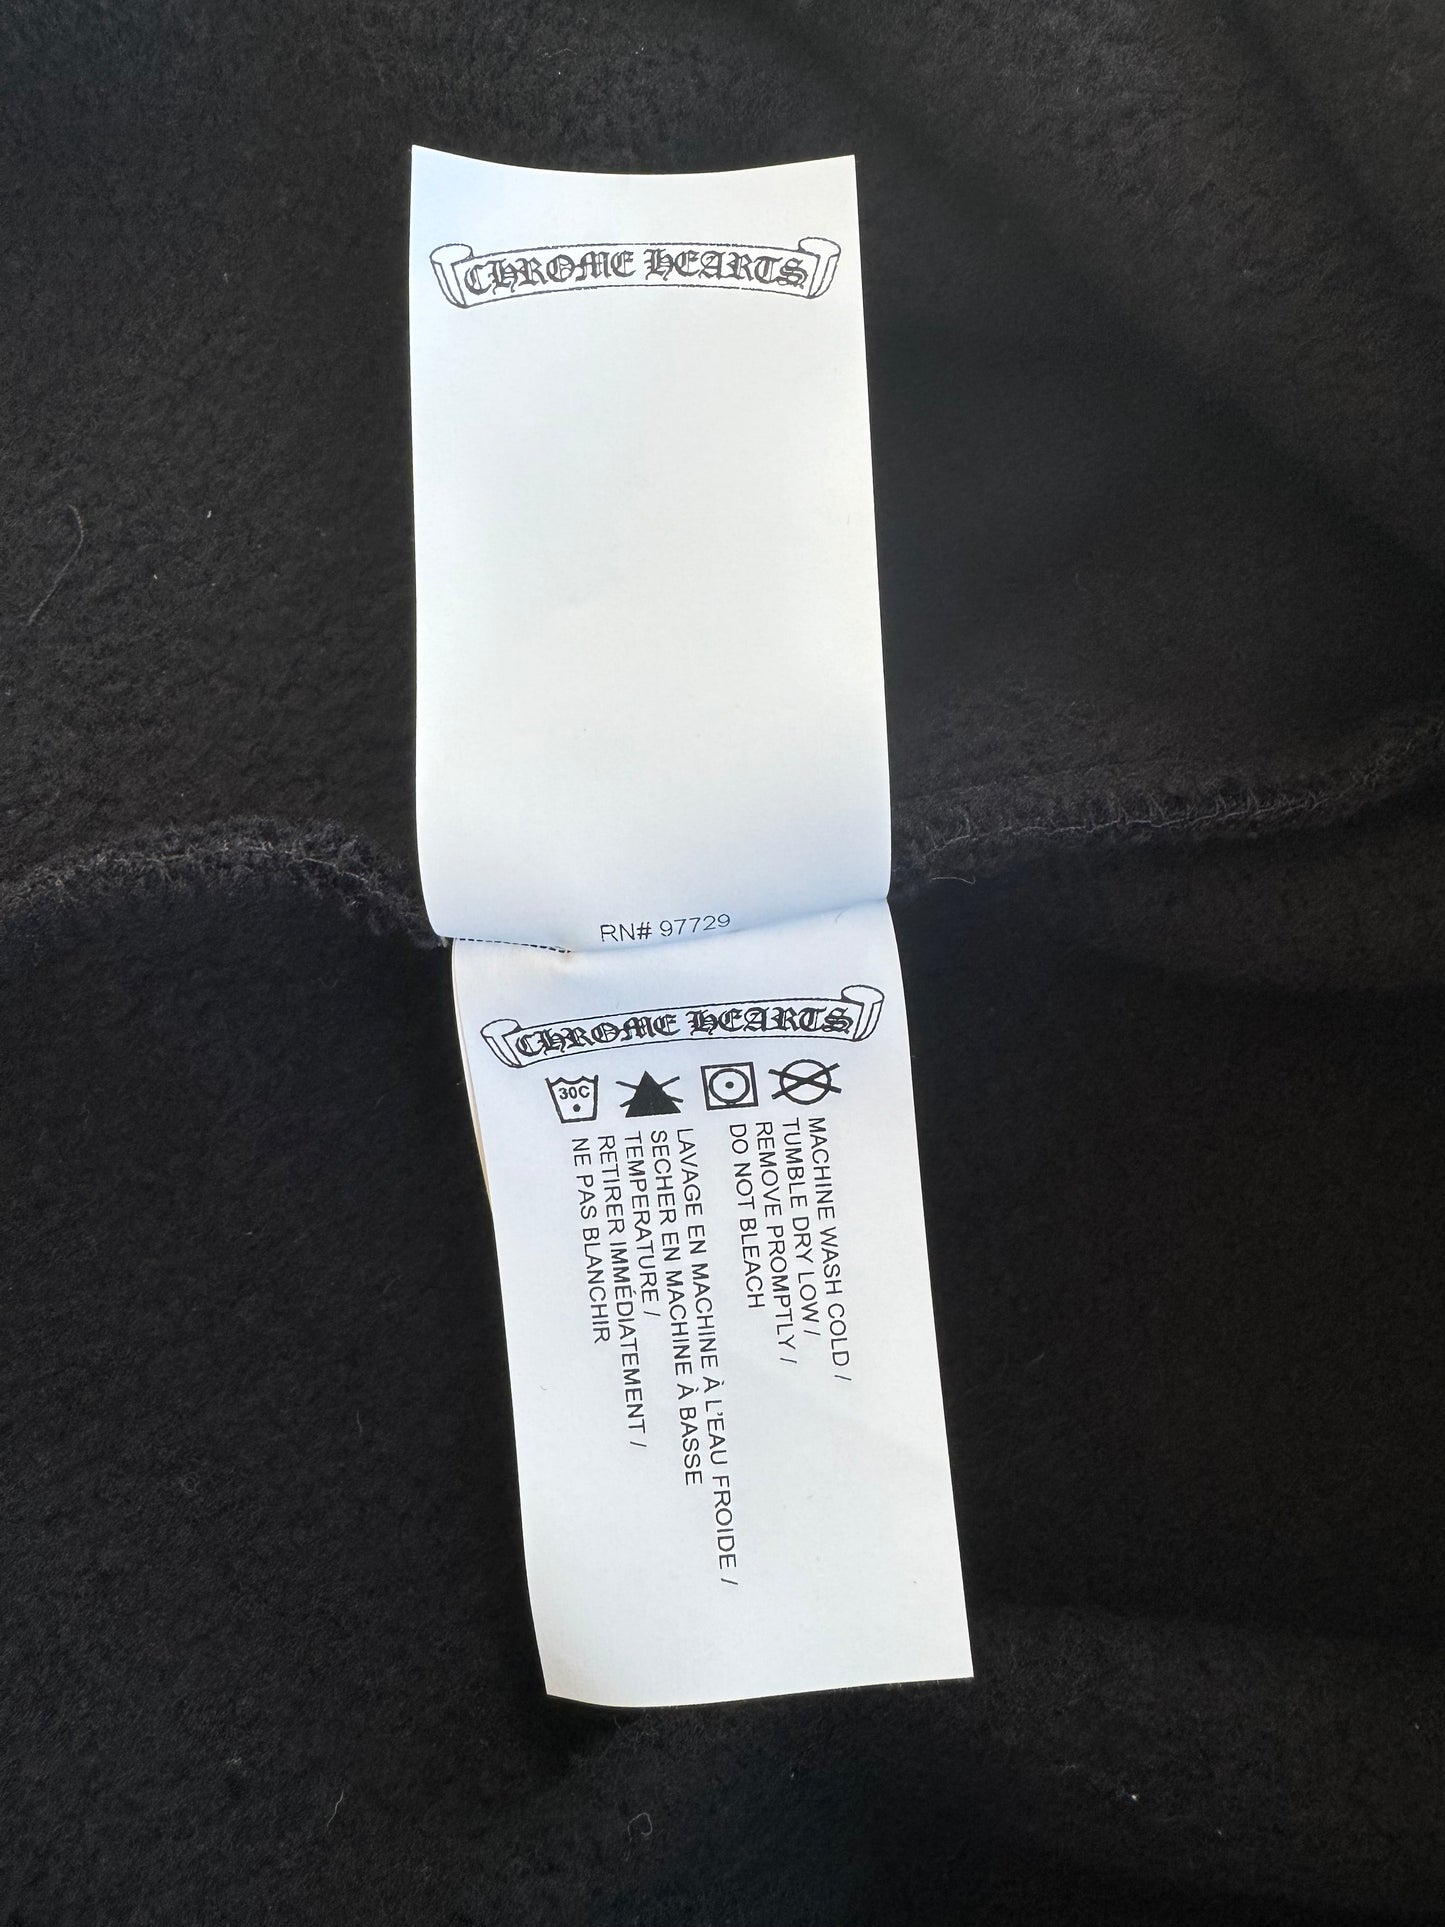 CHROME HEARTS
RN# 97729
CHROME HEARTS
30C
MACHINE WASH COLD /
TUMBLE DRY LOW /
REMOVE PROMPTLY /
DO NOT BLEACH
LAVAGE EN MACHINE À L'EAU FROIDE /
SECHER EN MACHINE À BASSE
TEMPERATURE /
RETIRER IMMÉDIATEMENT /
NE PAS BLANCHIR